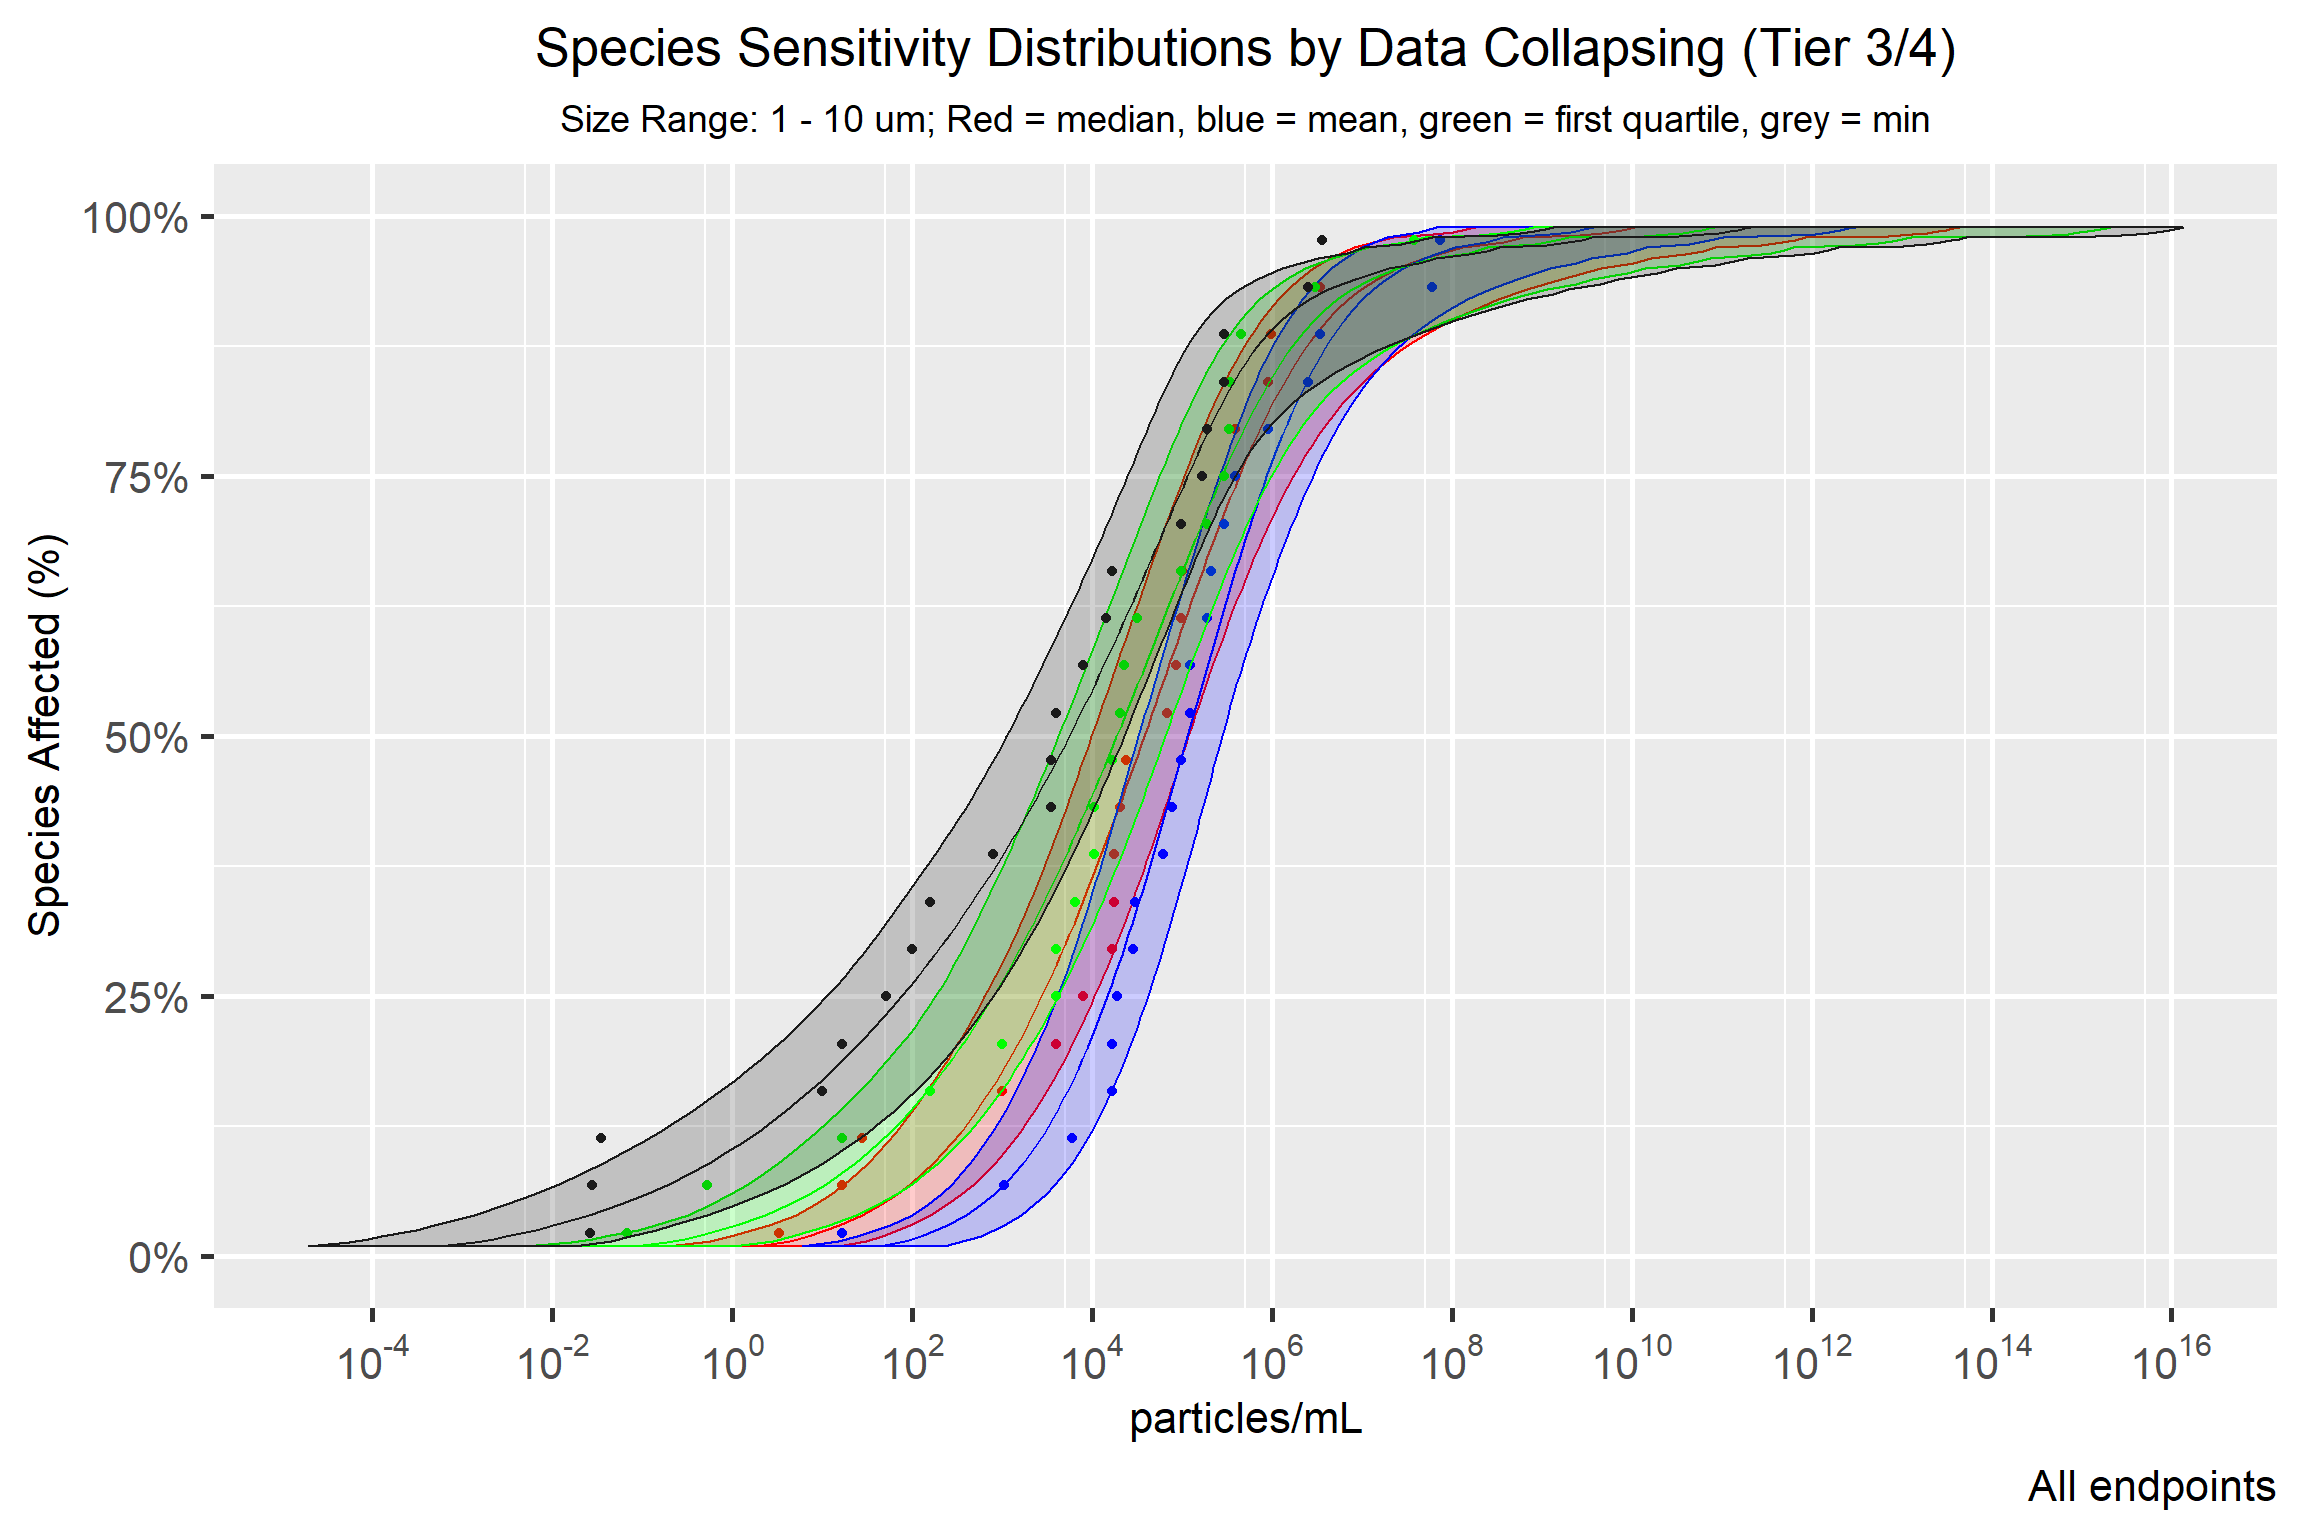 Species Sensitivity Distributions by Data Collapsing (Tier 3/4)
Size Range: 1 - 10 um; Red = median, blue = mean, green = first quartile, grey = min
100%
75%
50%
25%
0%
Species Affected (%)
10^-4 10^-2 10^0 10^2 10^4 10^6 10^8 10^10 10^12 10^14 10^16
particles/mL
All endpoints